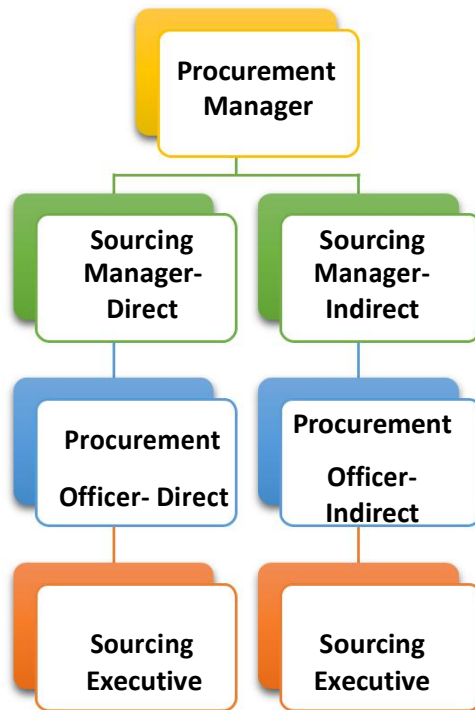 Procurement
Manager
Sourcing
Manager-
Direct
Sourcing
Manager-
Indirect
Procurement
Officer- Direct
Procurement
Officer-
Indirect
Sourcing
Executive
Sourcing
Executive